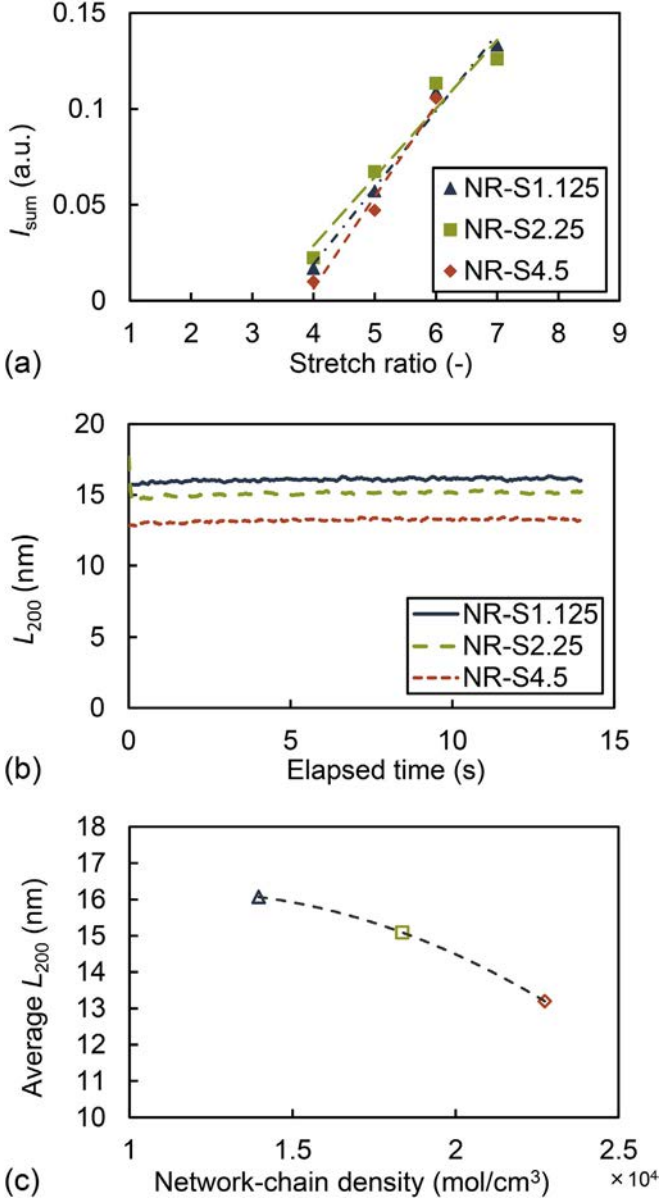 0.15
0.1
0.05
0
I_sum (a.u.)
NR-S1.125
NR-S2.25
NR-S4.5
1 2 3 4 5 6 7 8 9
Stretch ratio (-)
(a)
20
15
10
5
0
L_200 (nm)
NR-S1.125
NR-S2.25
NR-S4.5
0 5 10 15
Elapsed time (s)
(b)
18
17
16
15
14
13
12
11
10
Average L_200 (nm)
1 1.5 2 2.5
Network-chain density (mol/cm³) × 10⁴
(c)